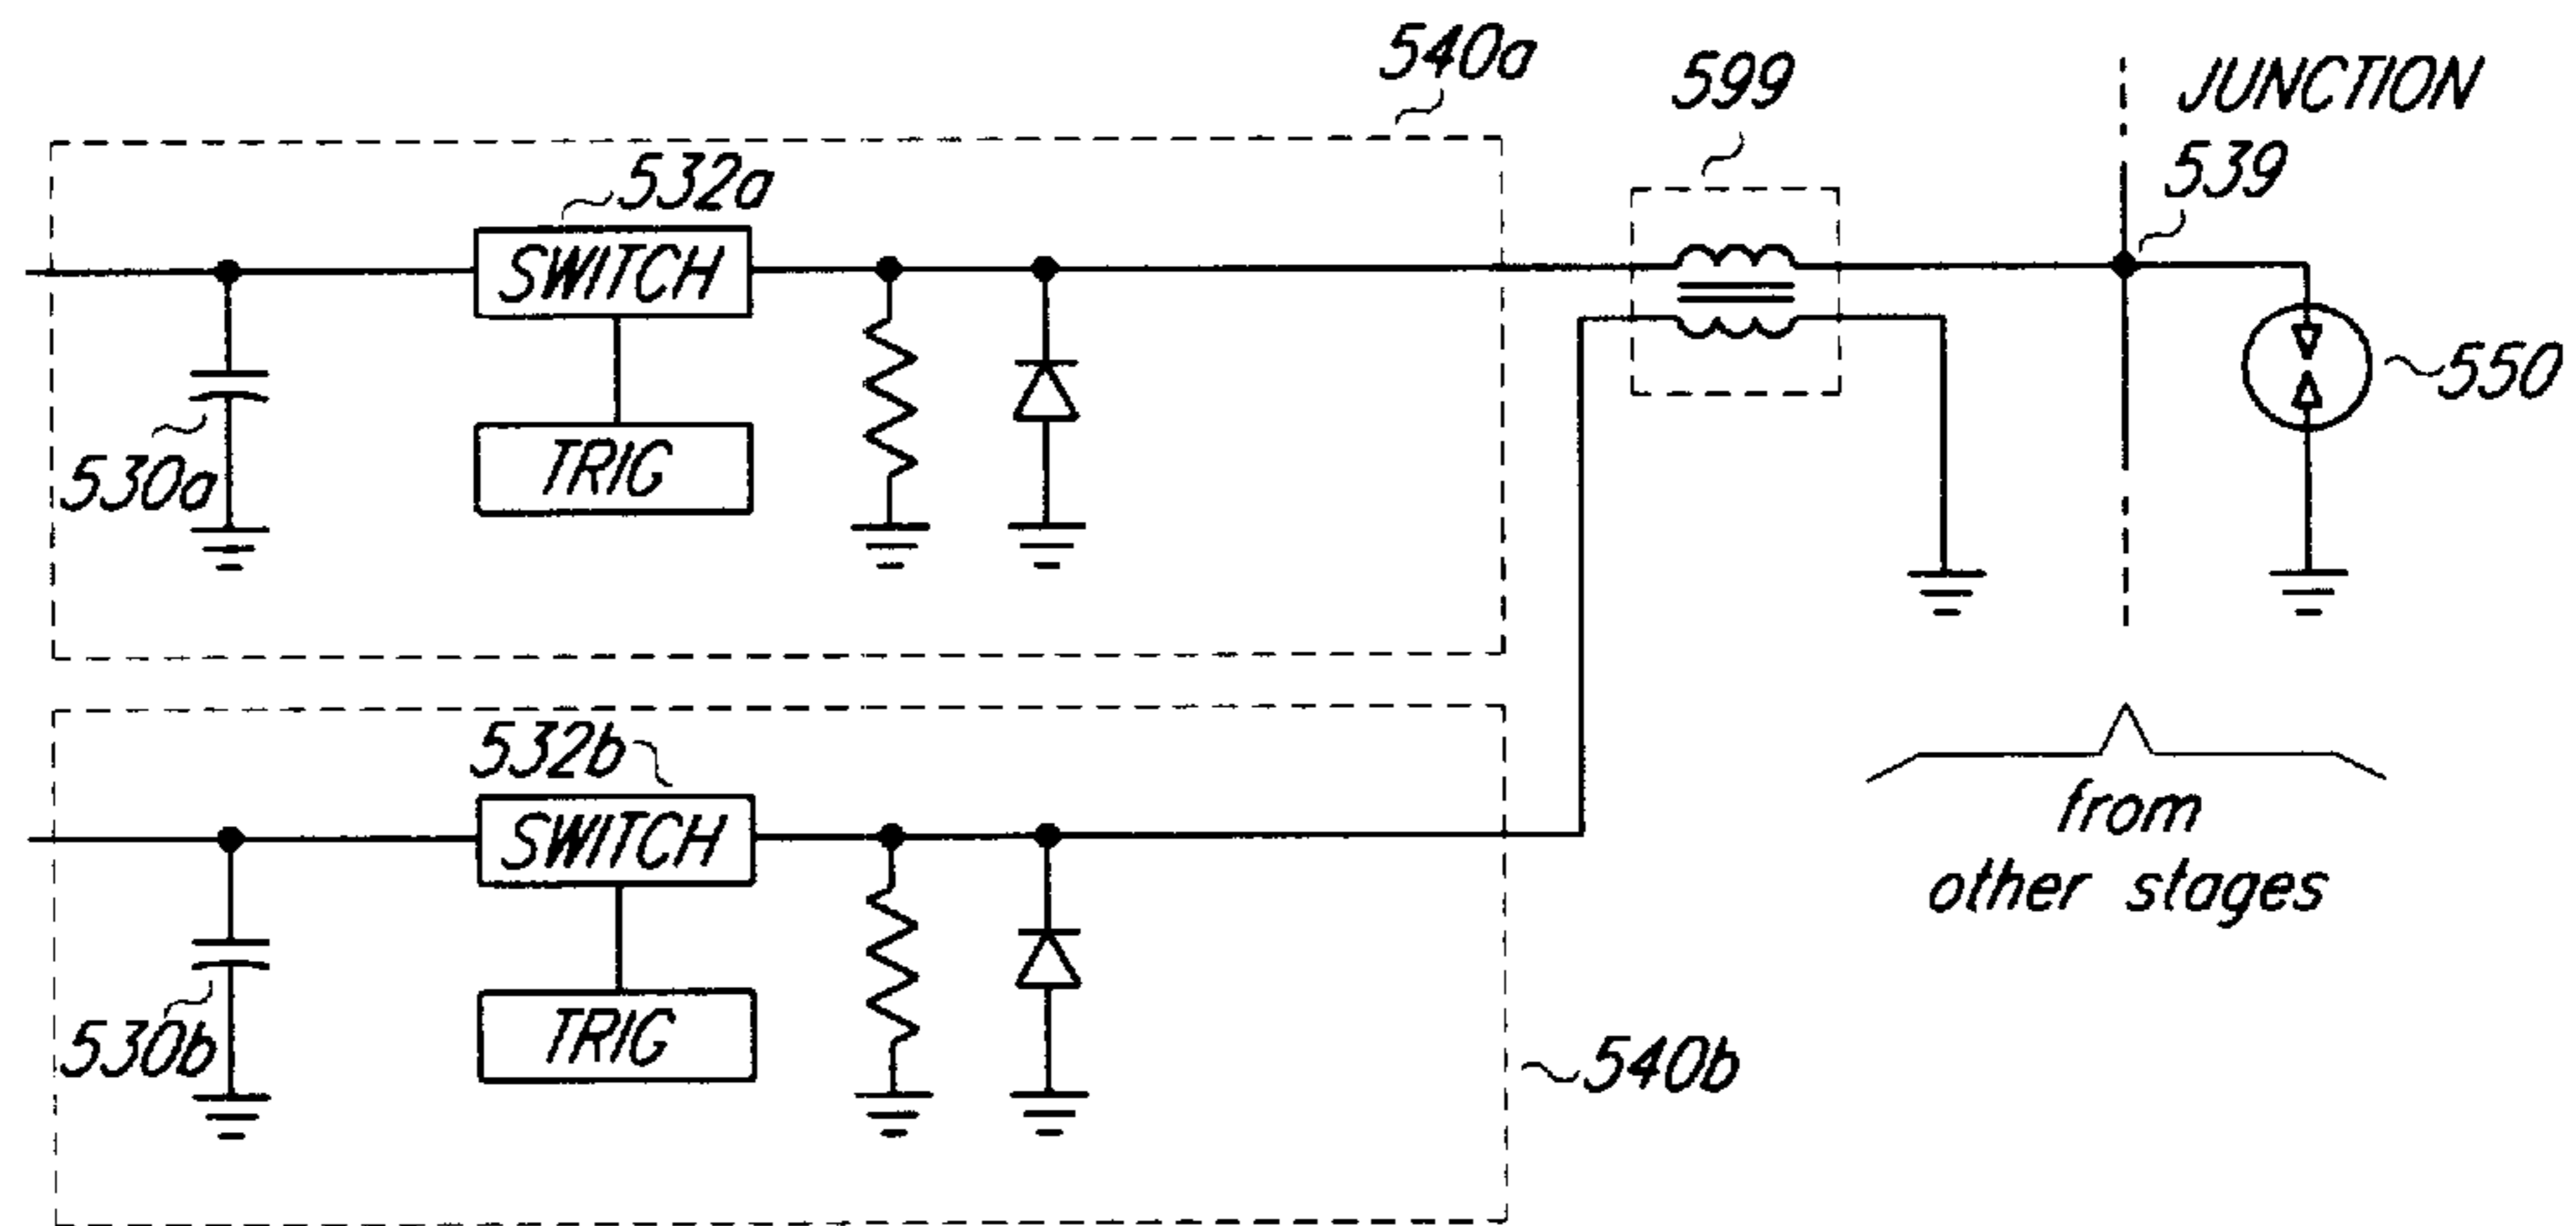 540a
599
JUNCTION
539
532a
SWITCH
TRIG
530a
550
532b
SWITCH
TRIG
530b
540b
from
other stages